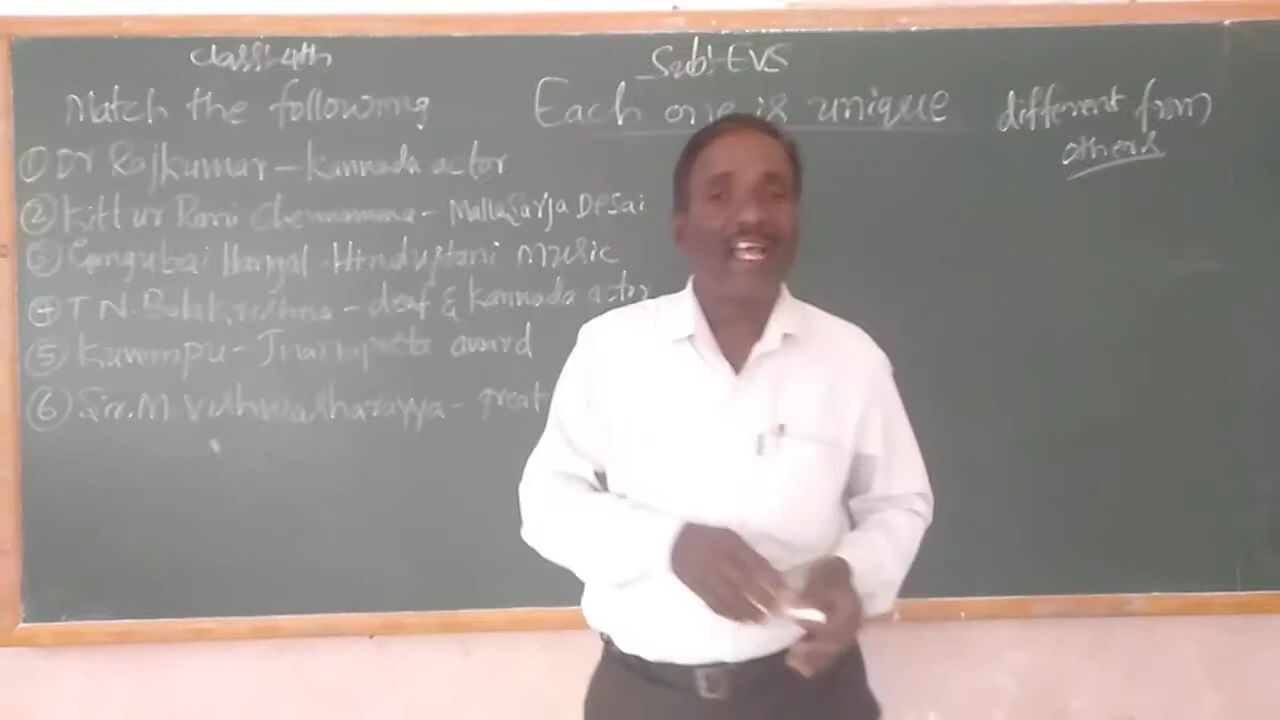 Class: 4th
Sub: EVS
Match the following
Each one is unique
different from
others
① Dr Rajkumar - Kannada actor
② Kittur Rani Chennamma - Mallasarja Desai
③ Gangubai Hangal - Hindustani music
④ T N. Balakrishna - deaf & Kannada actor
⑤ Kuvempu - Jnanapeeta award
⑥ Sir. M Vishwasharayya - great